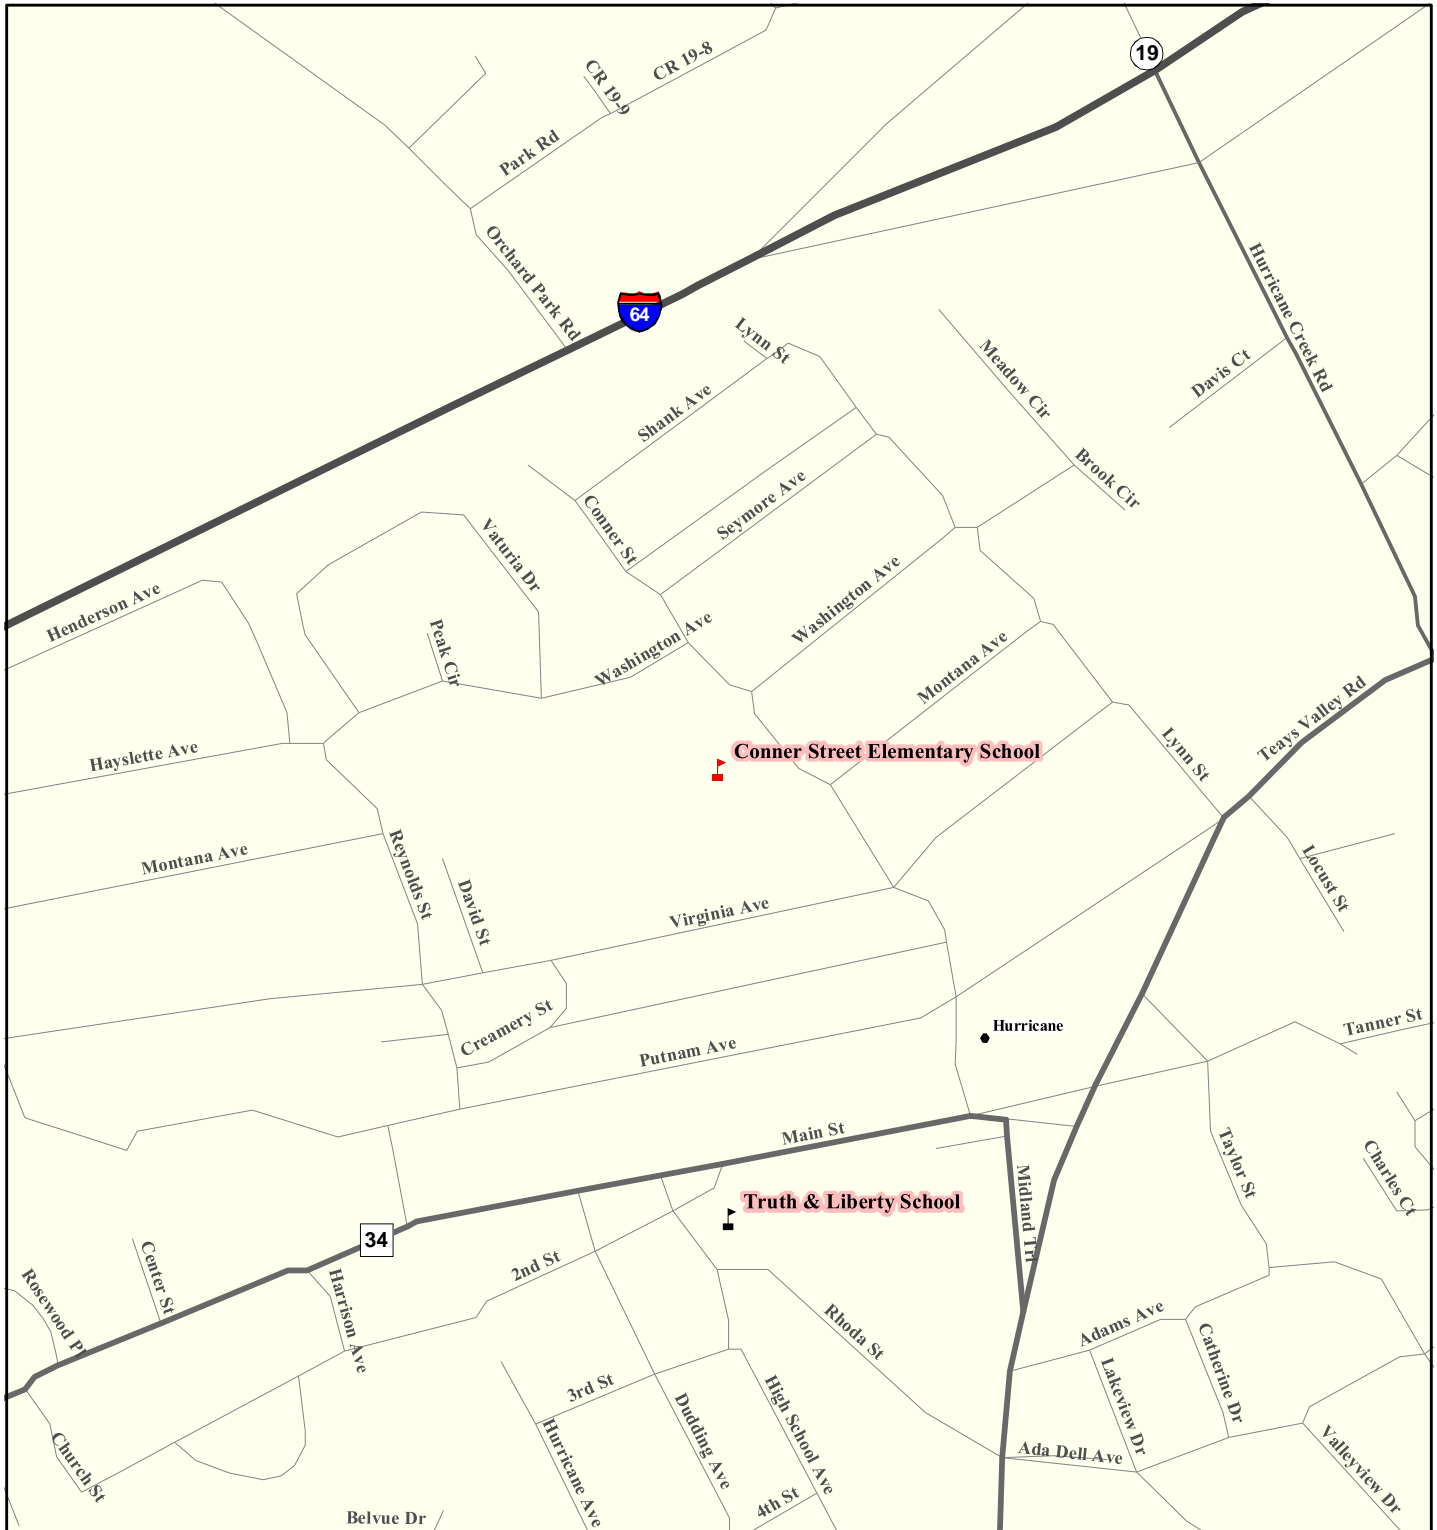 19
CR 19-8
CR 19-9
Park Rd
Orchard Park Rd
Hurricane Creek Rd
64
Lynn St
Meadow Cir
Davis Ct
Shank Ave
Brook Cir
Seymore Ave
Conner St
Vaturia Dr
Washington Ave
Henderson Ave
Washington Ave
Peak Cir
Montana Ave
Teays Valley Rd
Hayslette Ave
Conner Street Elementary School
Lynn St
Montana Ave
Reynolds St
David St
Virginia Ave
Locust St
Creamery St
Hurricane
Tanner St
Putnam Ave
Main St
Taylor St
Charles Ct
Midland Trl
Truth & Liberty School
34
Center St
2nd St
Rosewood Pl
Harrison Ave
Rhoda St
Adams Ave
Catherine Dr
Lakeview Dr
3rd St
High School Ave
Dudding Ave
Hurricane Ave
Church St
Ada Dell Ave
Valleyview Dr
4th St
Belvue Dr